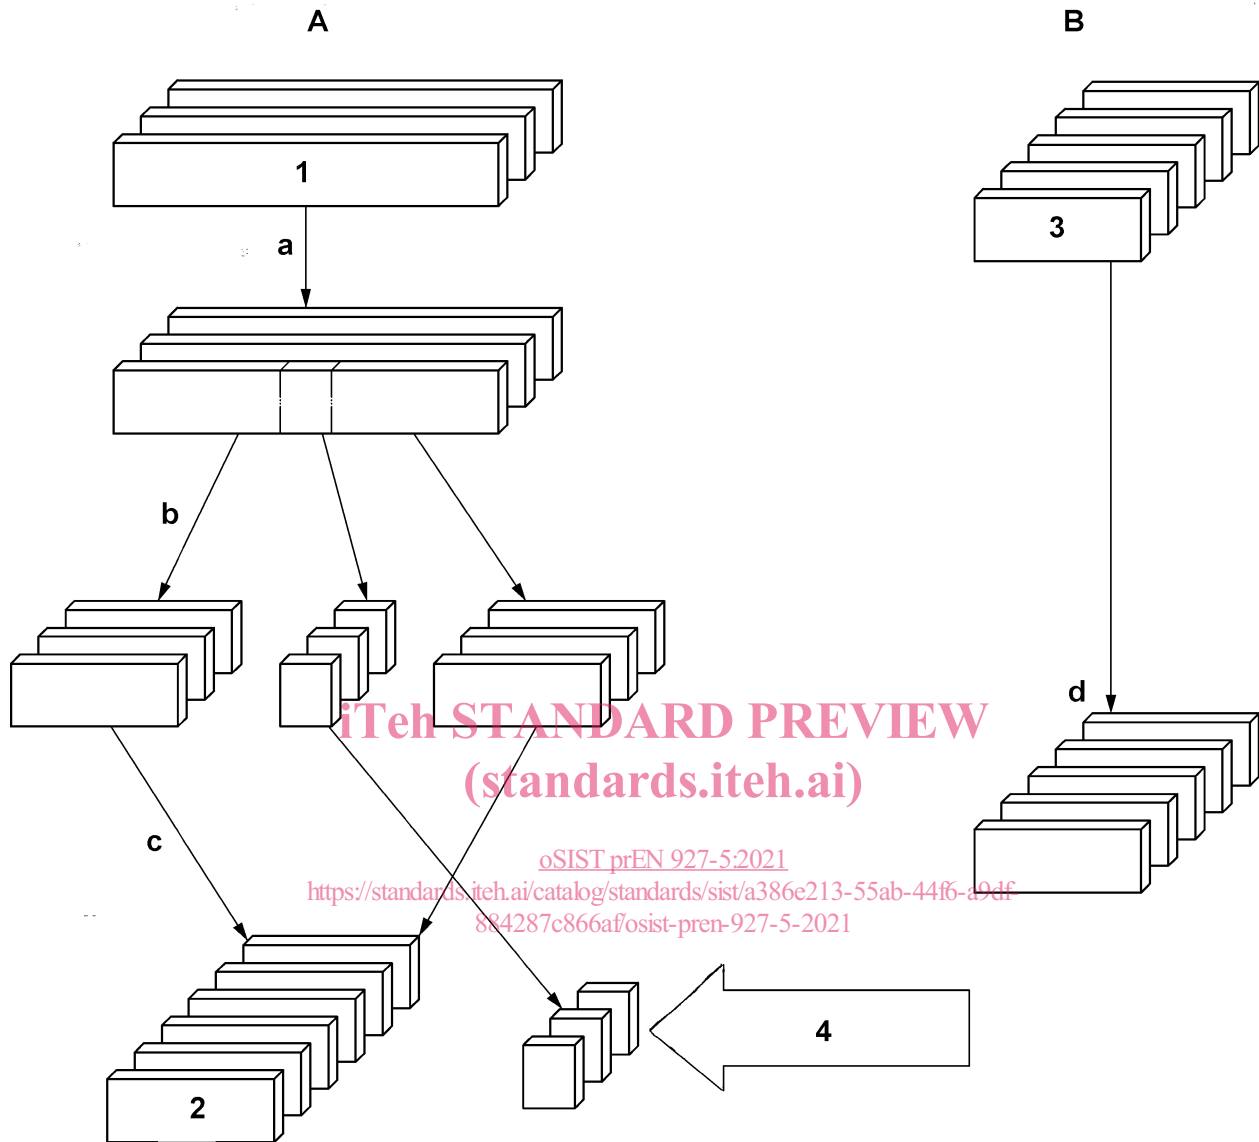 A
B
1
3
a
b
iTeh STANDARD PREVIEW
(standards.iteh.ai)
d
c
oSIST prEN 927-5:2021
https://standards.iteh.ai/catalog/standards/sist/a386e213-55ab-44f6-a9df-
884287c866af/osist-pren-927-5-2021
4
2